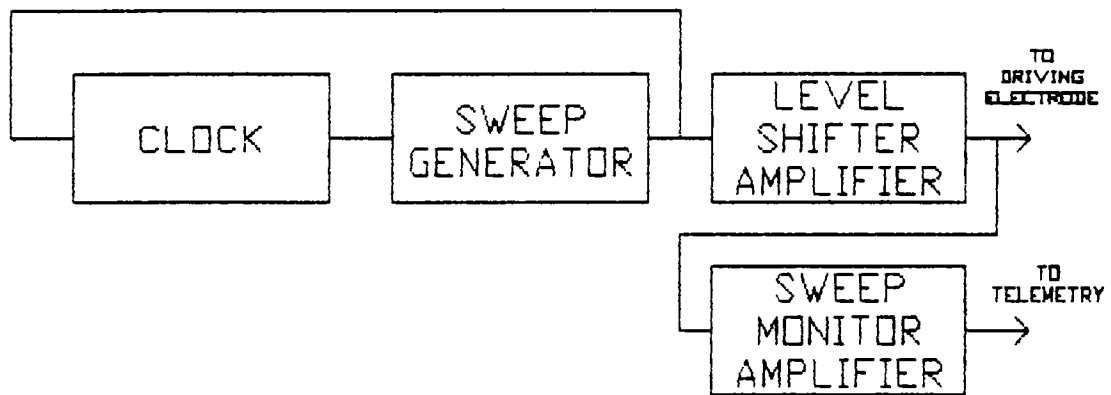 CLOCK
SWEEP
GENERATOR
LEVEL
SHIFTER
AMPLIFIER
TO
DRIVING
ELECTRODE
SWEEP
MONITOR
AMPLIFIER
TO
TELEMETRY